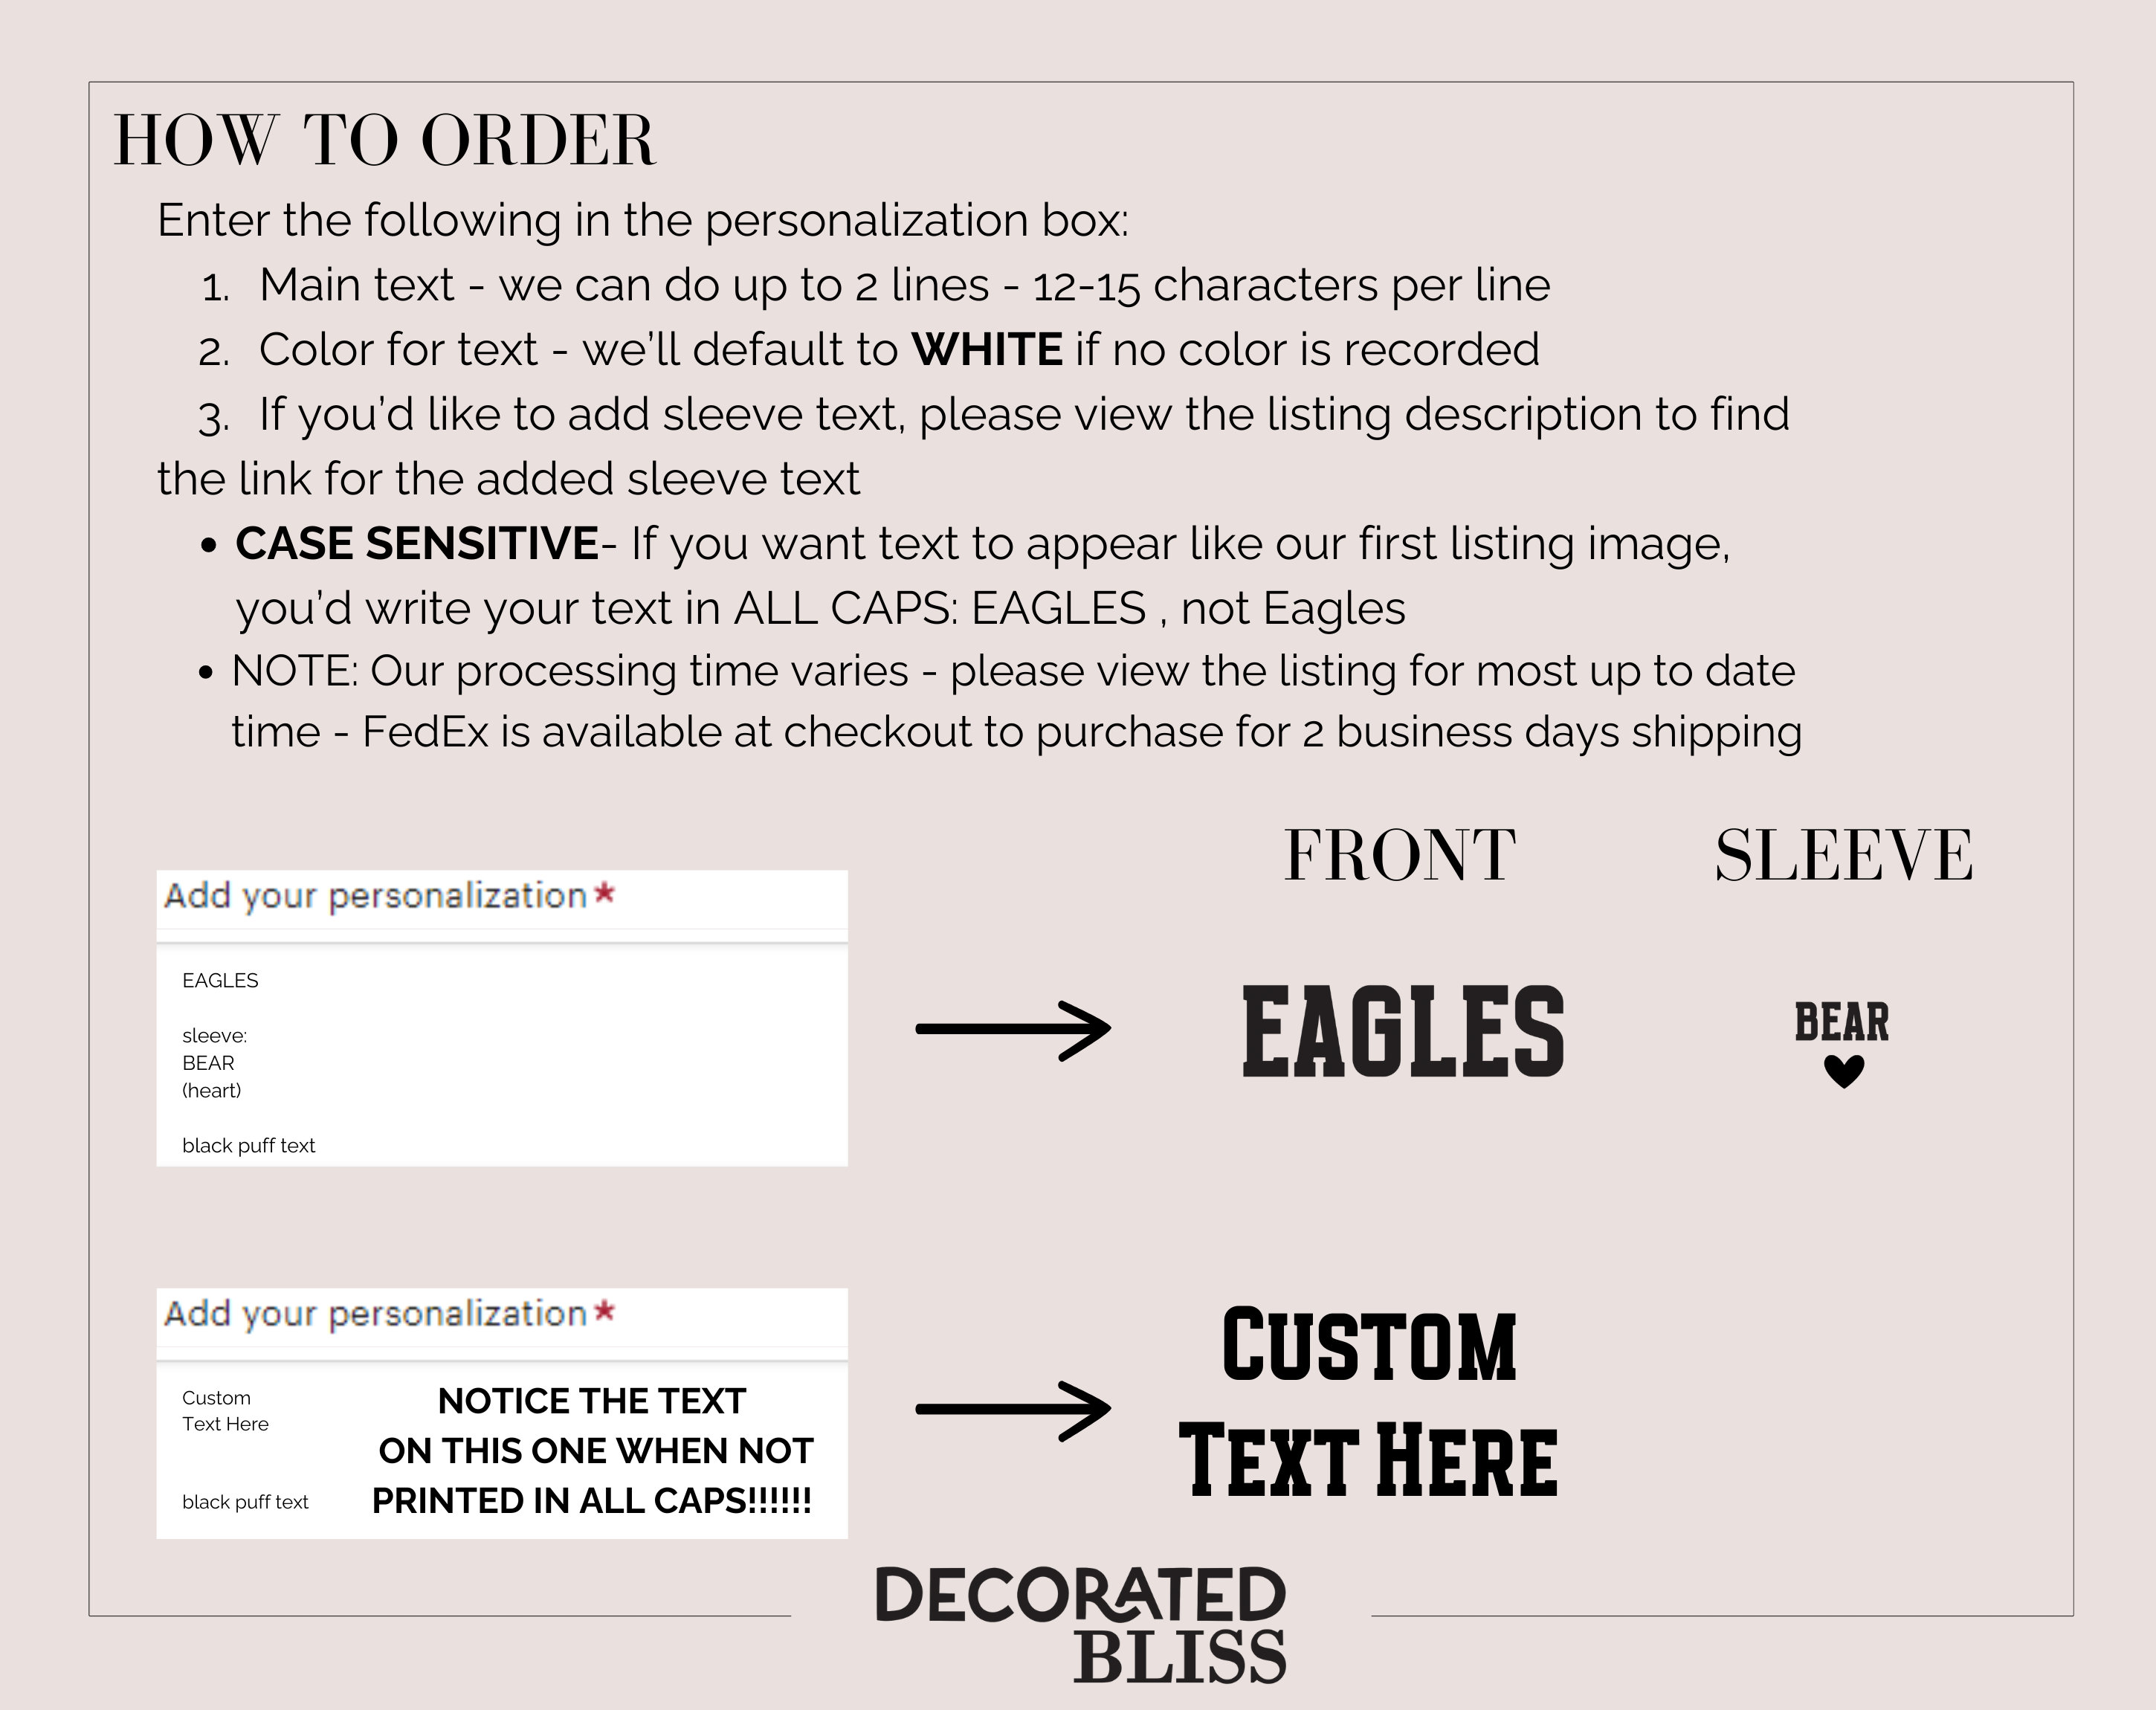 HOW TO ORDER
Enter the following in the personalization box:
1. Main text - we can do up to 2 lines - 12-15 characters per line
2. Color for text - we'll default to WHITE if no color is recorded
3. If you'd like to add sleeve text, please view the listing description to find
the link for the added sleeve text
• CASE SENSITIVE- If you want text to appear like our first listing image,
you'd write your text in ALL CAPS: EAGLES , not Eagles
• NOTE: Our processing time varies - please view the listing for most up to date
time - FedEx is available at checkout to purchase for 2 business days shipping
FRONT
SLEEVE
Add your personalization*
EAGLES
sleeve:
BEAR
(heart)
black puff text
EAGLES
BEAR
Add your personalization*
Custom
Text Here
black puff text
NOTICE THE TEXT
ON THIS ONE WHEN NOT
PRINTED IN ALL CAPS!!!!!!
CUSTOM
TEXT HERE
DECORATED
BLISS